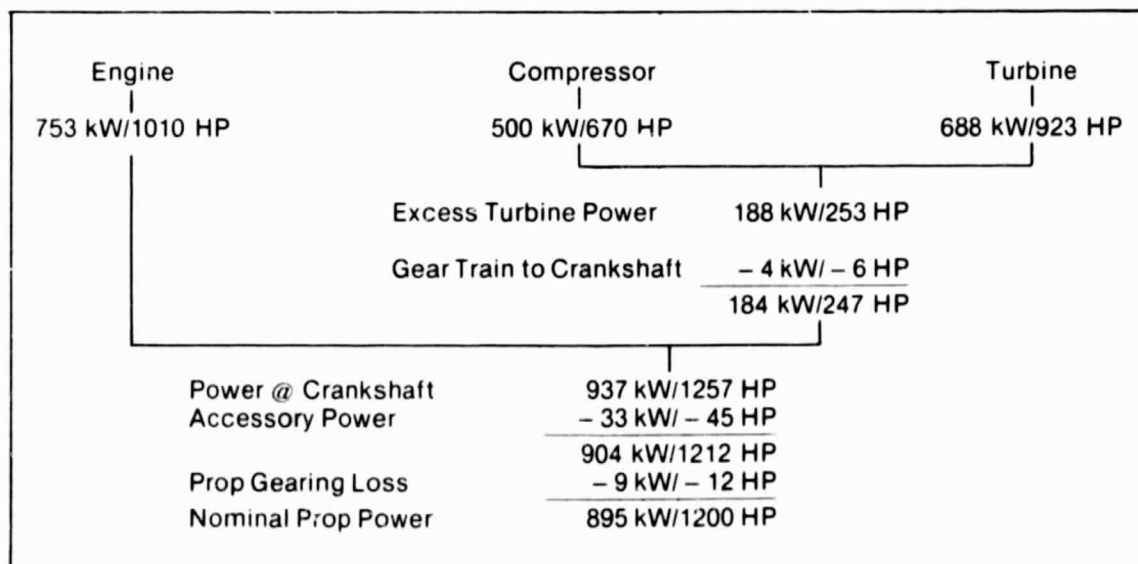 Engine Compressor Turbine
753 kW/1010 HP 500 kW/670 HP 688 kW/923 HP
Excess Turbine Power 188 kW/253 HP
Gear Train to Crankshaft – 4 kW/ – 6 HP
184 kW/247 HP
Power @ Crankshaft 937 kW/1257 HP
Accessory Power – 33 kW/ – 45 HP
904 kW/1212 HP
Prop Gearing Loss – 9 kW/ – 12 HP
Nominal Prop Power 895 kW/1200 HP